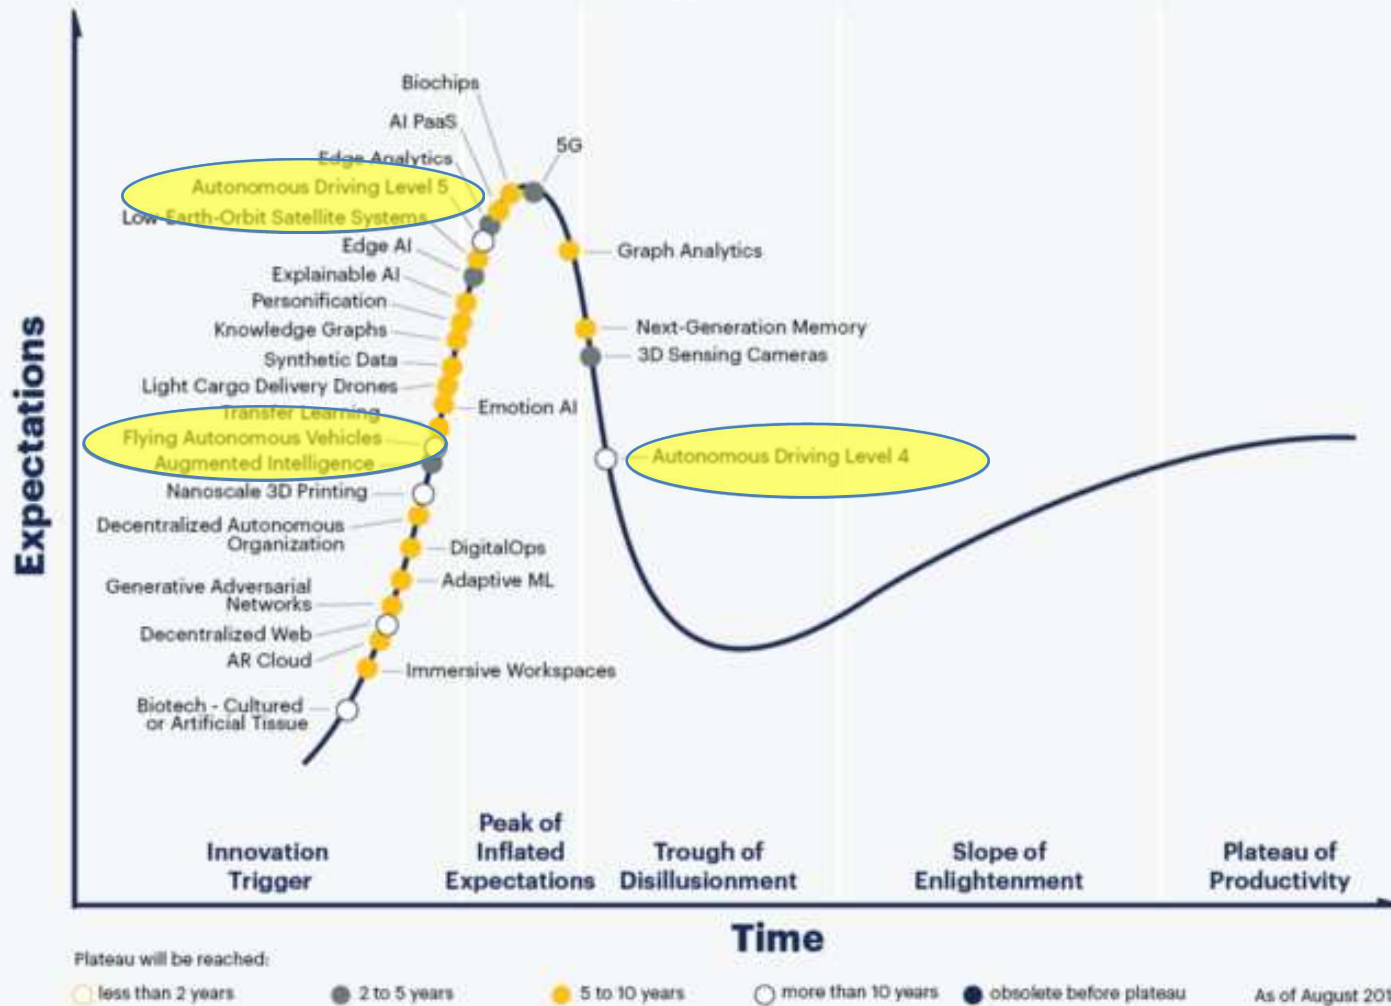 Biochips
AI PaaS
5G
Edge Analytics
Autonomous Driving Level 5
Low-Earth-Orbit Satellite Systems
Edge AI
Graph Analytics
Explainable AI
Personification
Knowledge Graphs
Next-Generation Memory
3D Sensing Cameras
Synthetic Data
Light Cargo Delivery Drones
Transfer Learning
Emotion AI
Flying Autonomous Vehicles
Augmented Intelligence
Autonomous Driving Level 4
Nanoscale 3D Printing
Decentralized Autonomous
Organization
DigitalOps
Generative Adversarial
Networks
Adaptive ML
Decentralized Web
AR Cloud
Immersive Workspaces
Biotech - Cultured
or Artificial Tissue
Expectations
Innovation
Trigger
Peak of
Inflated
Expectations
Trough of
Disillusionment
Slope of
Enlightenment
Plateau of
Productivity
Time
Plateau will be reached:
less than 2 years
2 to 5 years
5 to 10 years
more than 10 years
obsolete before plateau
As of August